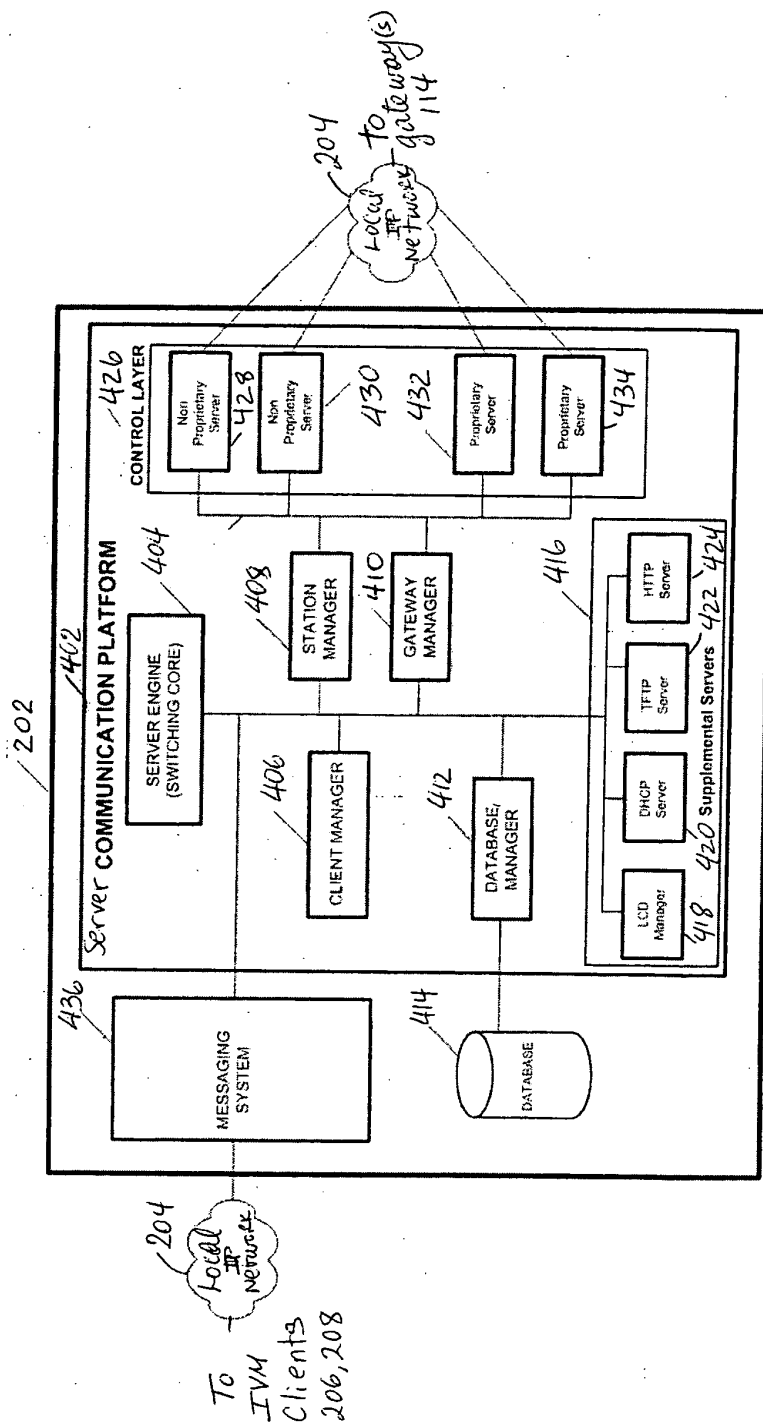 202
402
Server COMMUNICATION PLATFORM
436
MESSAGING
SYSTEM
204
Local
IP
Network
To
IVM
Clients
206, 208
SERVER ENGINE
(SWITCHING CORE)
404
CLIENT MANAGER
406
STATION
MANAGER
408
GATEWAY
MANAGER
410
DATABASE/
MANAGER
412
DATABASE
414
416
LCD
Manager
418
DHCP
Server
420
TFTP
Server
422
HTTP
Server
424
Supplemental Servers
CONTROL LAYER
426
Non
Proprietary
Server
428
Non
Proprietary
Server
430
Proprietary
Server
432
Proprietary
Server
434
204
Local
IP
Network
To
gateway(s)
114